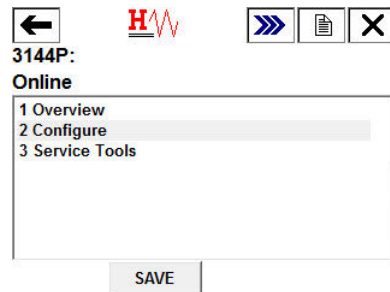 H
3144P:
Online
1 Overview
2 Configure
3 Service Tools
SAVE